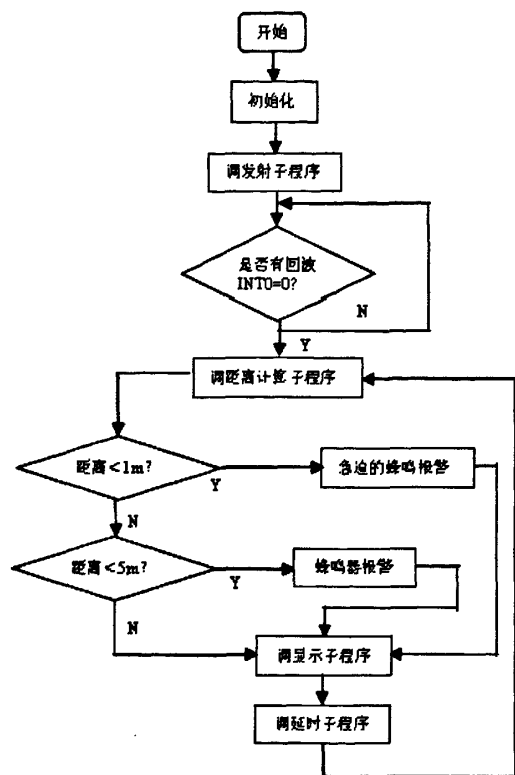 开始
初始化
调发射子程序
是否有回波
INT0=0?
N
Y
调距离计算子程序
距离<1m?
Y
急迫的蜂鸣报警
N
距离<5m?
Y
蜂鸣器报警
N
调显示子程序
调延时子程序